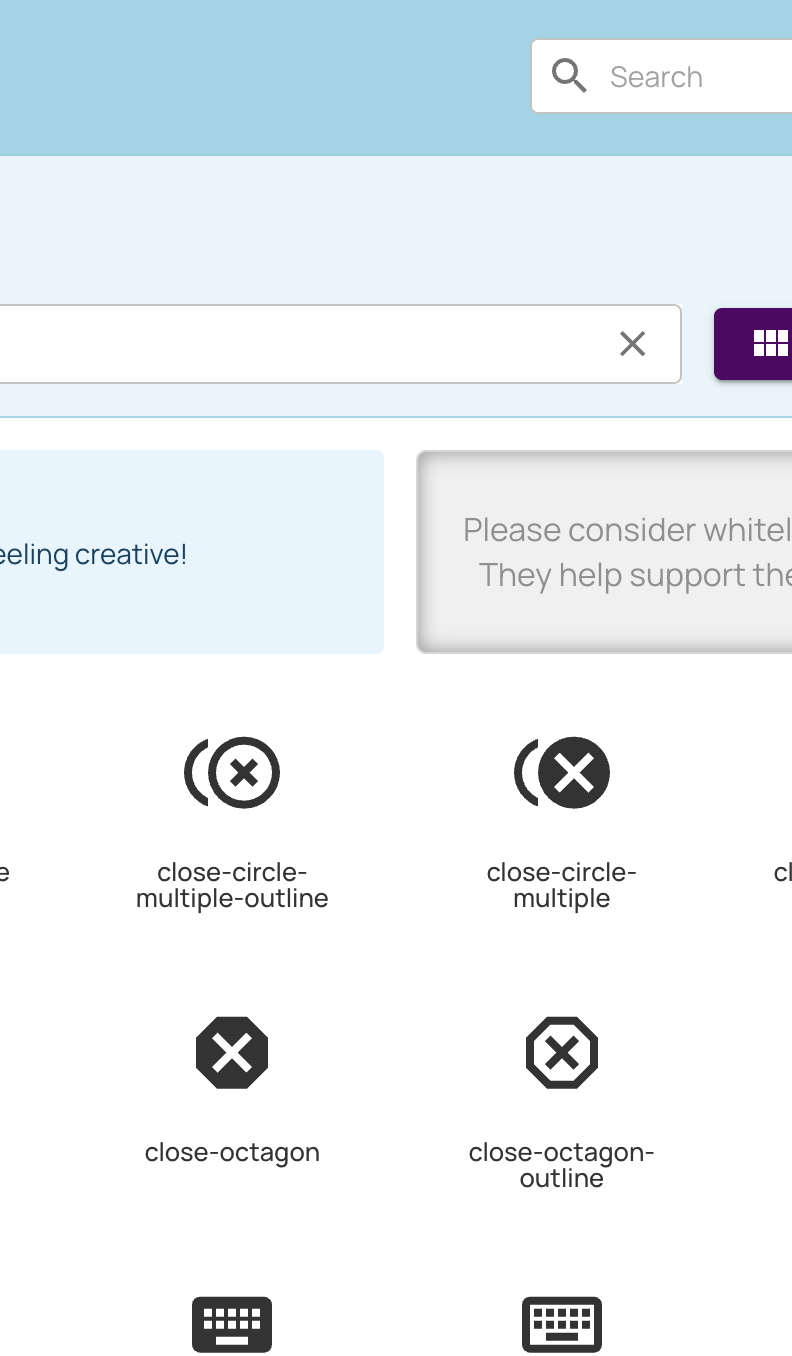 Search
eeling creative!
Please consider whitel
They help support the
e
close-circle-
multiple-outline
close-circle-
multiple
cl
close-octagon
close-octagon-
outline